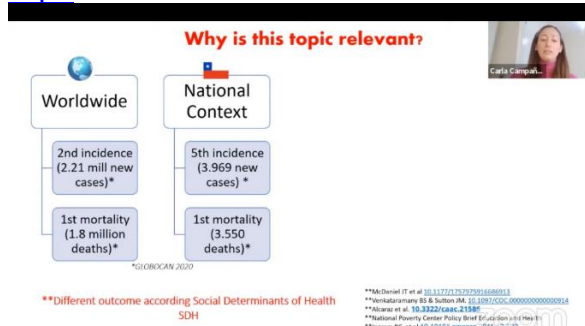 Why is this topic relevant?
Carla Campañ...
Worldwide
2nd incidence
(2.21 mill new
cases)*
1st mortality
(1.8 million
deaths)*
National
Context
5th incidence
(3.969 new
cases) *
1st mortality
(3.550
deaths)*
*GLOBOCAN 2020
**Different outcome according Social Determinants of Health
SDH
**McDaniel JT et al 10.1177/1757975916686913
**Venkataramany BS & Sutton JM. 10.1097/COC.0000000000000914
**Alcaraz et al. 10.3322/caac.21586
**National Poverty Center Policy Brief Education and Health
zoom